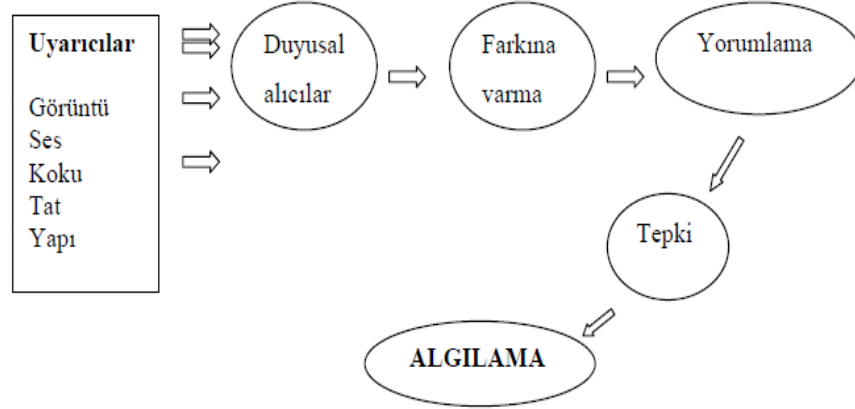 Uyarıcılar
Görüntü
Ses
Koku
Tat
Yapı
Duyusal
alıcılar
Farkına
varma
Yorumlama
Tepki
ALGILAMA